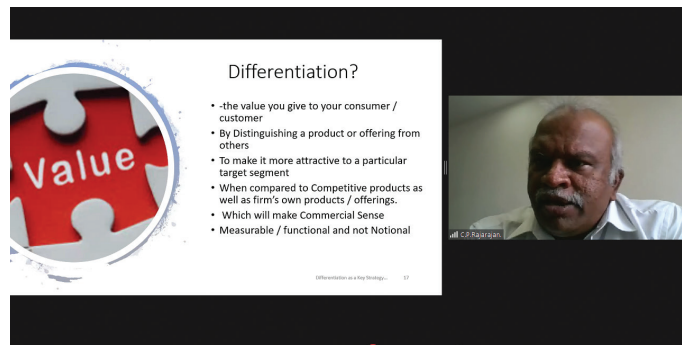 Differentiation?
Value
• -the value you give to your consumer /
customer
• By Distinguishing a product or offering from
others
• To make it more attractive to a particular
target segment
• When compared to Competitive products as
well as firm's own products / offerings.
• Which will make Commercial Sense
• Measurable / functional and not Notional
Differentiation as a Key Strategy... 57
C.P.Rajarajan.